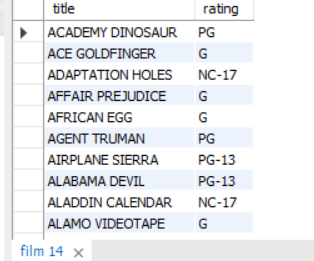 title rating
ACADEMY DINOSAUR PG
ACE GOLDFINGER G
ADAPTATION HOLES NC-17
AFFAIR PREJUDICE G
AFRICAN EGG G
AGENT TRUMAN PG
AIRPLANE SIERRA PG-13
ALABAMA DEVIL PG-13
ALADDIN CALENDAR NC-17
ALAMO VIDEOTAPE G
film 14 ×